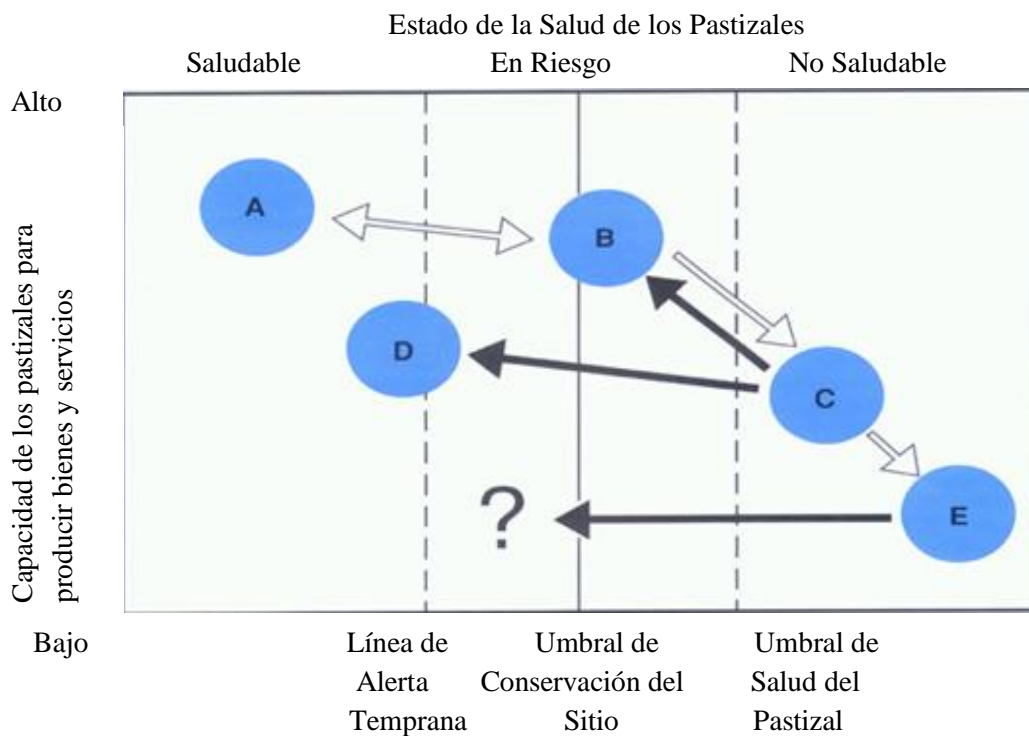 Estado de la Salud de los Pastizales
Saludable En Riesgo No Saludable
Alto
Capacidad de los pastizales para
producir bienes y servicios
A
B
D
C
?
E
Bajo
Línea de Umbral de Umbral de
Alerta Conservación del Salud del
Temprana Sitio Pastizal